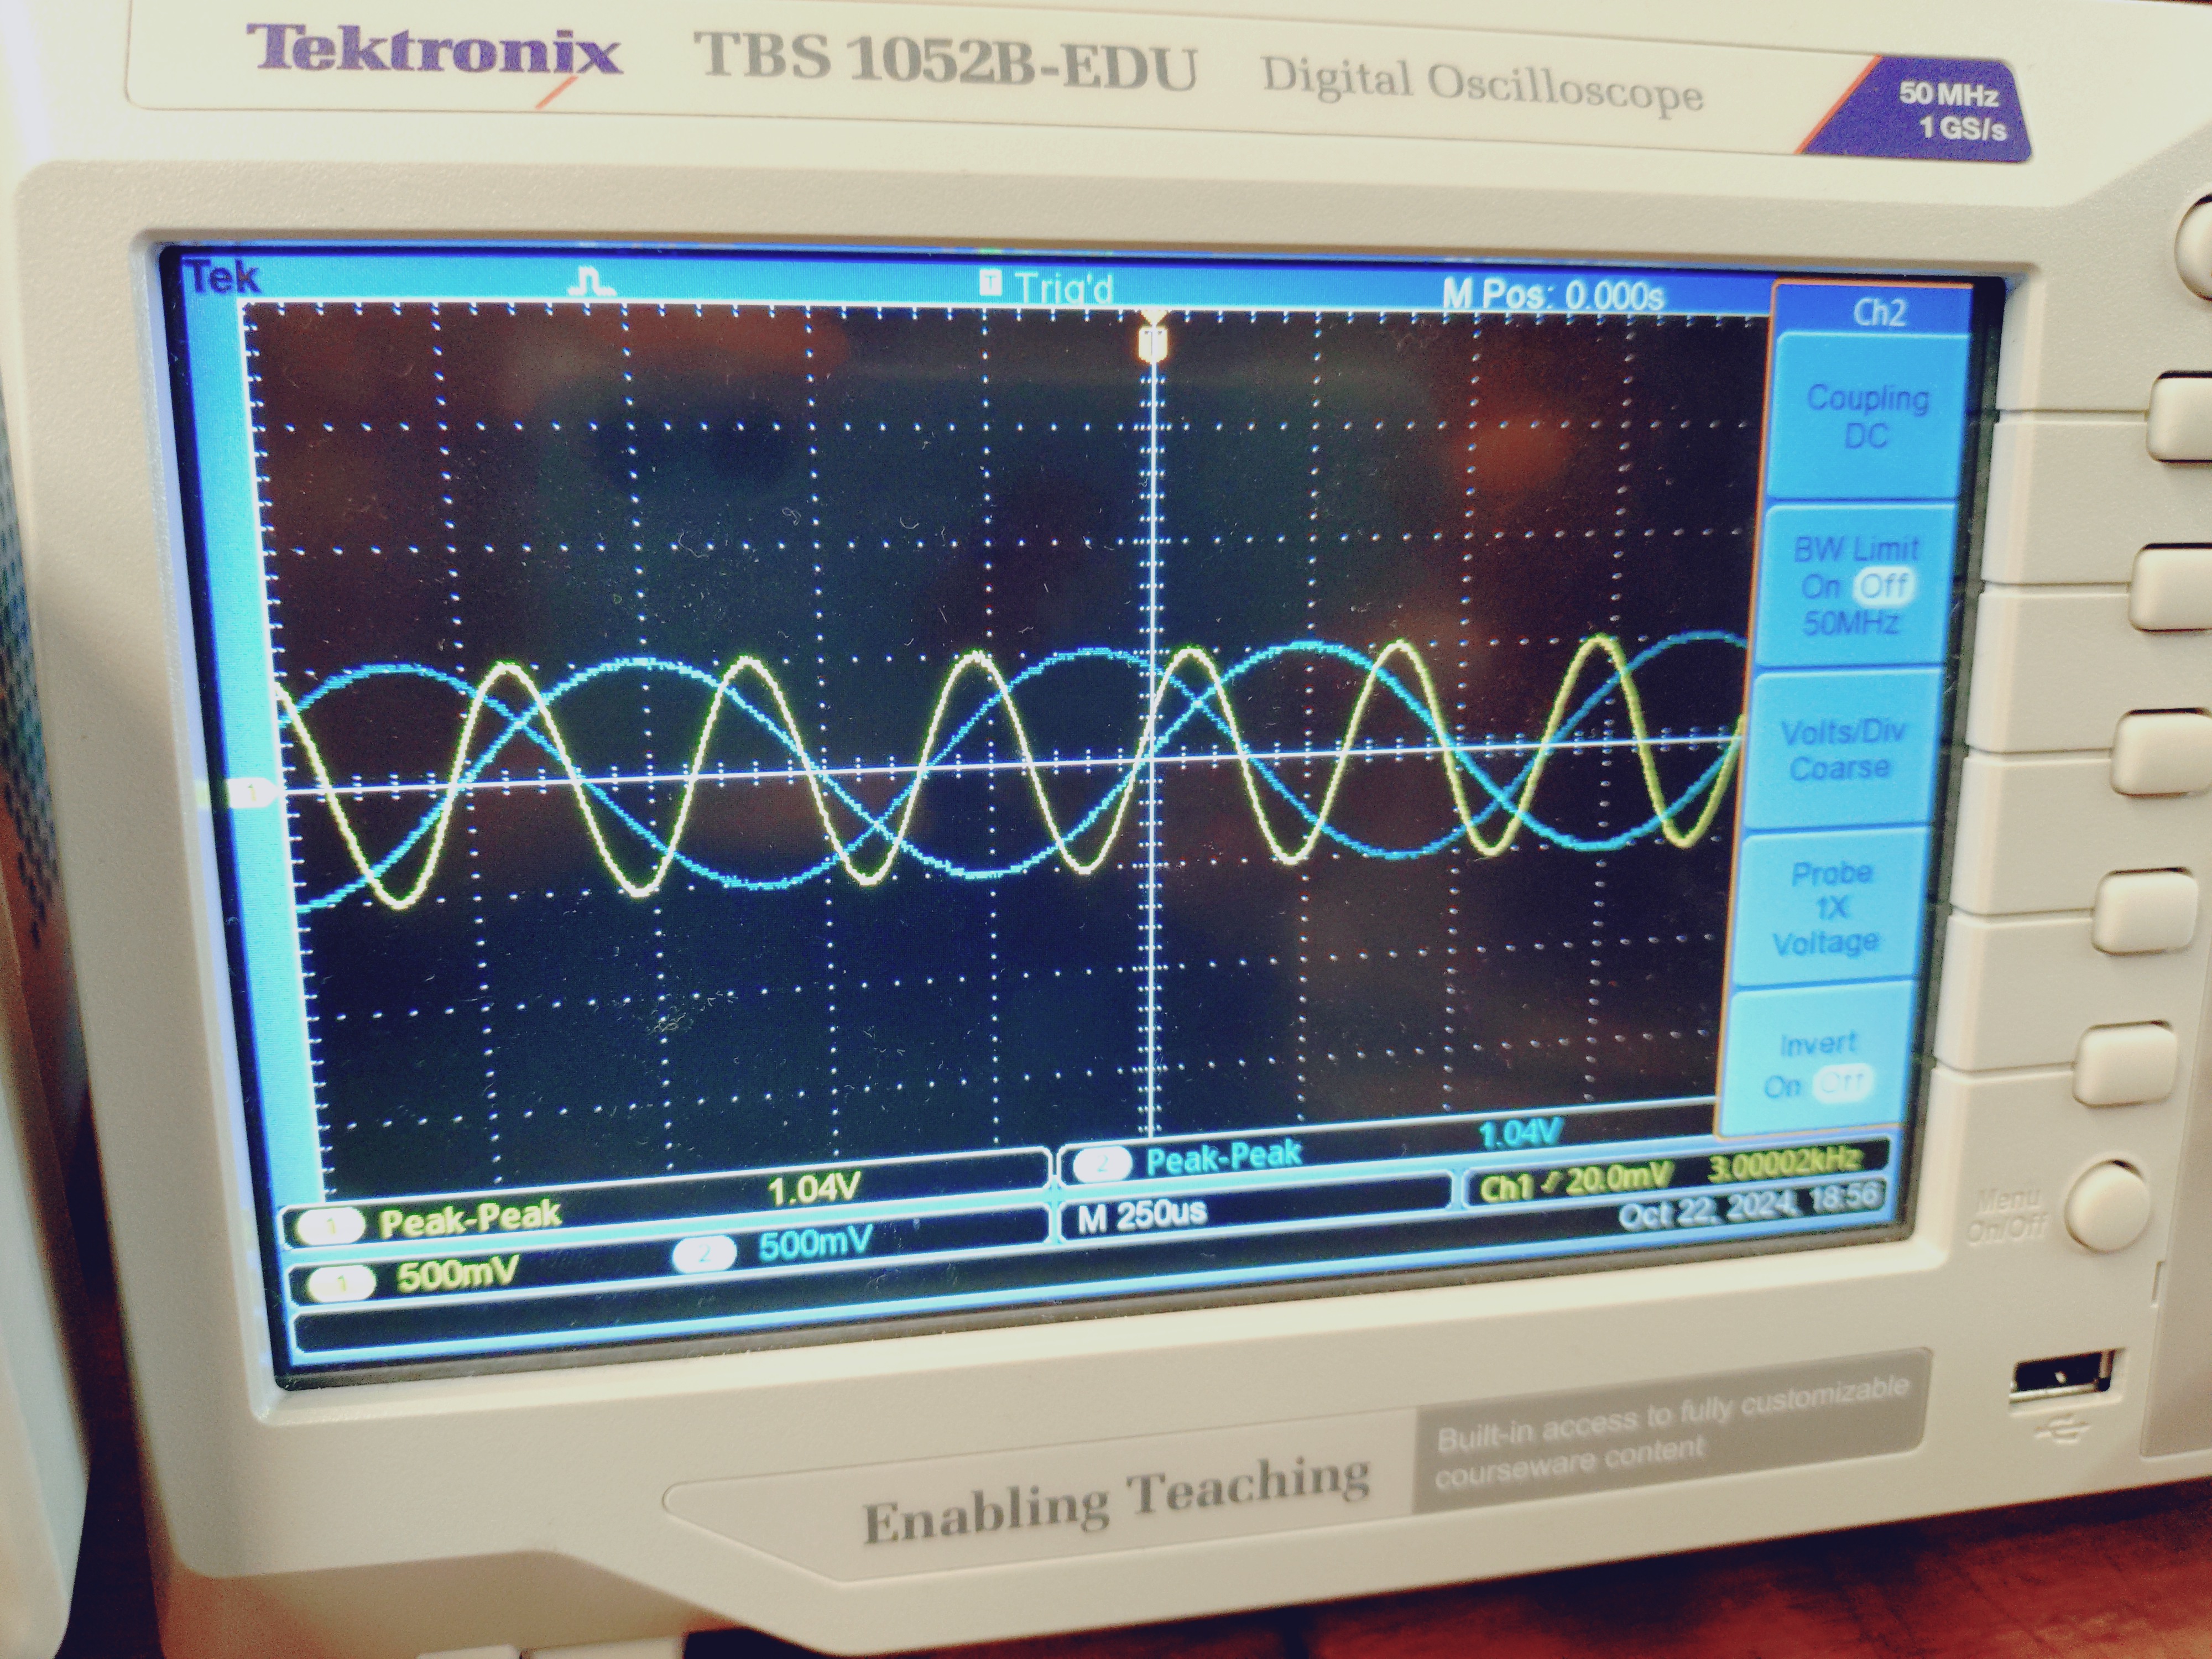 Tektronix TBS 1052B-EDU Digital Oscilloscope
50 MHz
1 GS/s
Tek T Trig'd M Pos: 0.000s
Ch2
Coupling
DC
BW Limit
On Off
50MHz
Volts/Div
Coarse
Probe
1X
Voltage
Invert
On Off
1
1 Peak-Peak 1.04V
2 Peak-Peak 1.04V
1 500mV 2 500mV
M 250us
Ch1 20.0mV 3.00002kHz
Oct 22, 2024, 18:56
Menu
On/Off
Enabling Teaching
Built-in access to fully customizable
courseware content